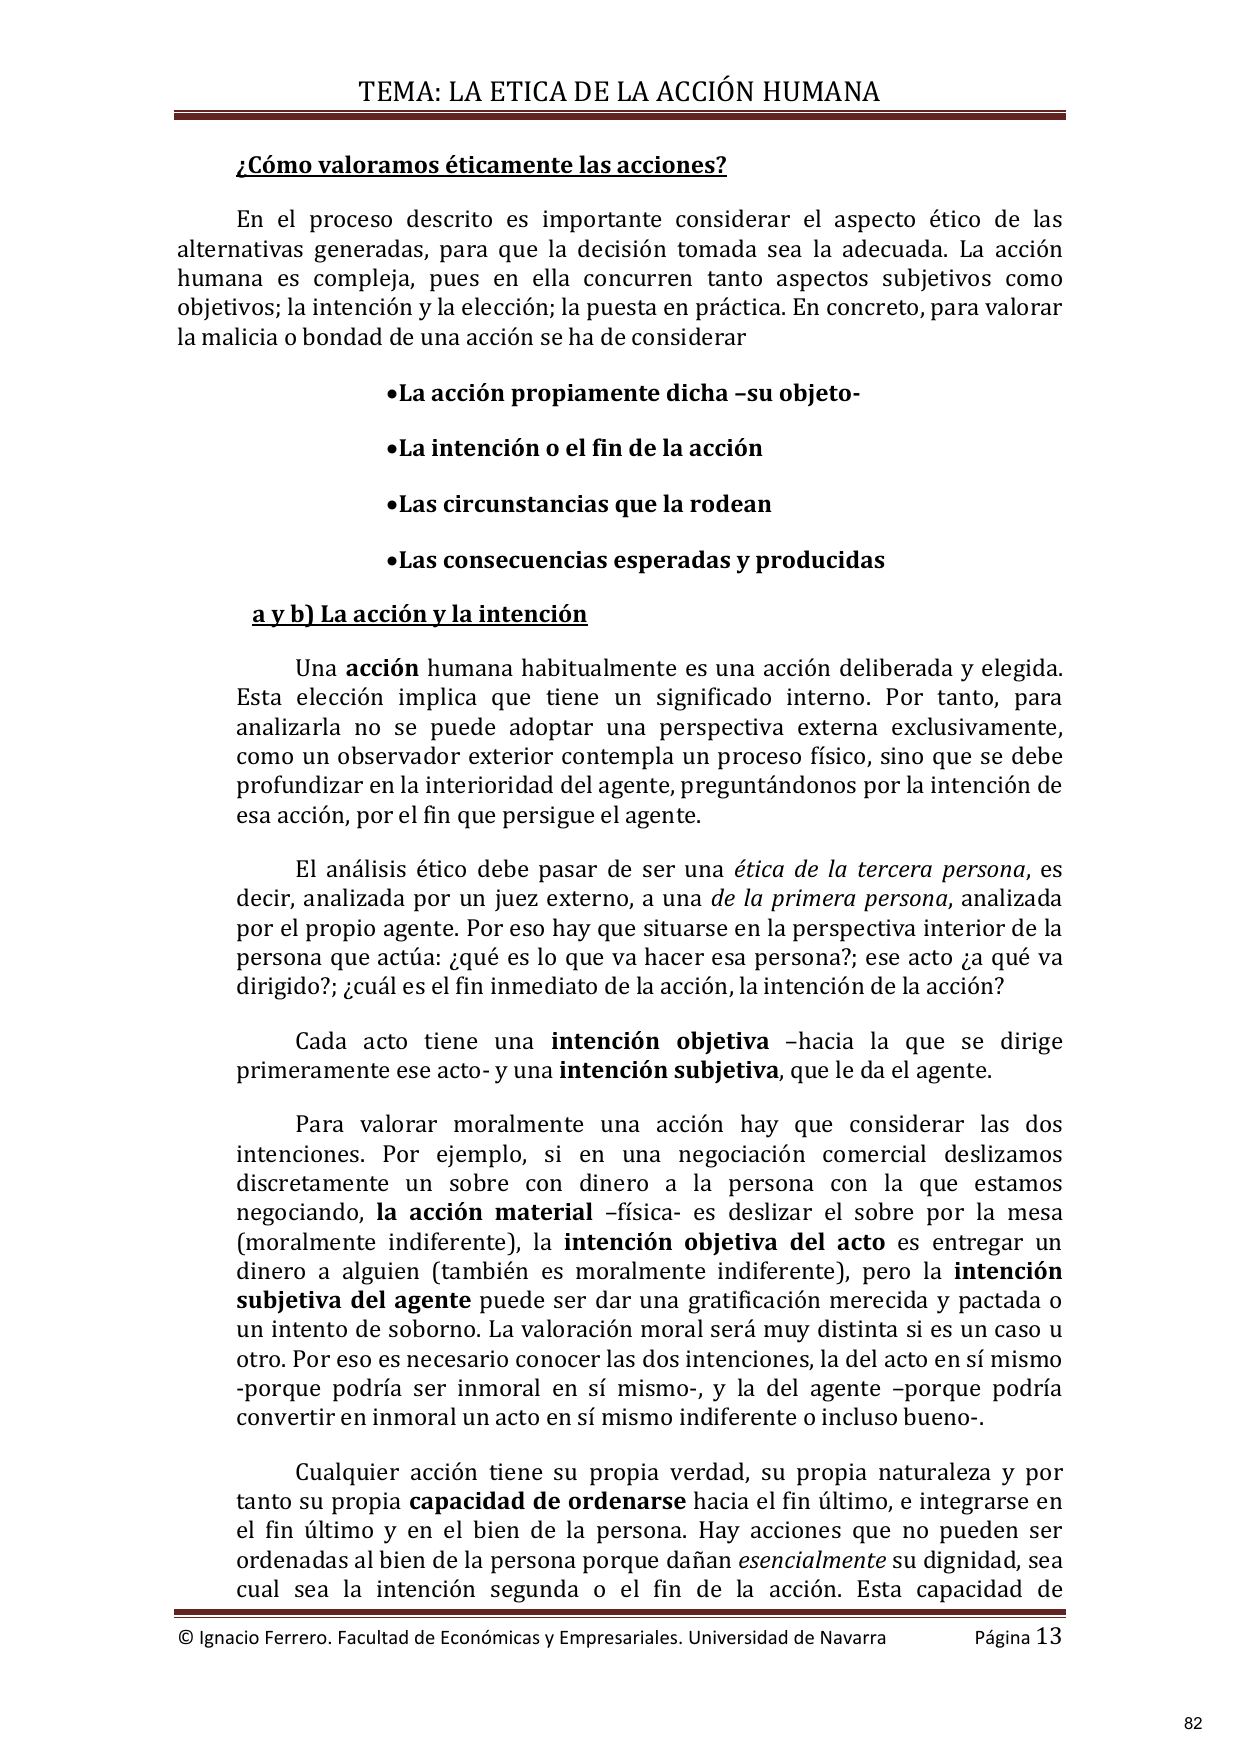 TEMA: LA ETICA DE LA ACCIÓN HUMANA
¿Cómo valoramos éticamente las acciones?
En el proceso descrito es importante considerar el aspecto ético de las
alternativas generadas, para que la decisión tomada sea la adecuada. La acción
humana es compleja, pues en ella concurren tanto aspectos subjetivos como
objetivos; la intención y la elección; la puesta en práctica. En concreto, para valorar
la malicia o bondad de una acción se ha de considerar
•La acción propiamente dicha –su objeto-
•La intención o el fin de la acción
•Las circunstancias que la rodean
•Las consecuencias esperadas y producidas
a y b) La acción y la intención
Una acción humana habitualmente es una acción deliberada y elegida.
Esta elección implica que tiene un significado interno. Por tanto, para
analizarla no se puede adoptar una perspectiva externa exclusivamente,
como un observador exterior contempla un proceso físico, sino que se debe
profundizar en la interioridad del agente, preguntándonos por la intención de
esa acción, por el fin que persigue el agente.
El análisis ético debe pasar de ser una ética de la tercera persona, es
decir, analizada por un juez externo, a una de la primera persona, analizada
por el propio agente. Por eso hay que situarse en la perspectiva interior de la
persona que actúa: ¿qué es lo que va hacer esa persona?; ese acto ¿a qué va
dirigido?; ¿cuál es el fin inmediato de la acción, la intención de la acción?
Cada acto tiene una intención objetiva –hacia la que se dirige
primeramente ese acto- y una intención subjetiva, que le da el agente.
Para valorar moralmente una acción hay que considerar las dos
intenciones. Por ejemplo, si en una negociación comercial deslizamos
discretamente un sobre con dinero a la persona con la que estamos
negociando, la acción material –física- es deslizar el sobre por la mesa
(moralmente indiferente), la intención objetiva del acto es entregar un
dinero a alguien (también es moralmente indiferente), pero la intención
subjetiva del agente puede ser dar una gratificación merecida y pactada o
un intento de soborno. La valoración moral será muy distinta si es un caso u
otro. Por eso es necesario conocer las dos intenciones, la del acto en sí mismo
-porque podría ser inmoral en sí mismo-, y la del agente –porque podría
convertir en inmoral un acto en sí mismo indiferente o incluso bueno-.
Cualquier acción tiene su propia verdad, su propia naturaleza y por
tanto su propia capacidad de ordenarse hacia el fin último, e integrarse en
el fin último y en el bien de la persona. Hay acciones que no pueden ser
ordenadas al bien de la persona porque dañan esencialmente su dignidad, sea
cual sea la intención segunda o el fin de la acción. Esta capacidad de
© Ignacio Ferrero. Facultad de Económicas y Empresariales. Universidad de Navarra Página 13
82